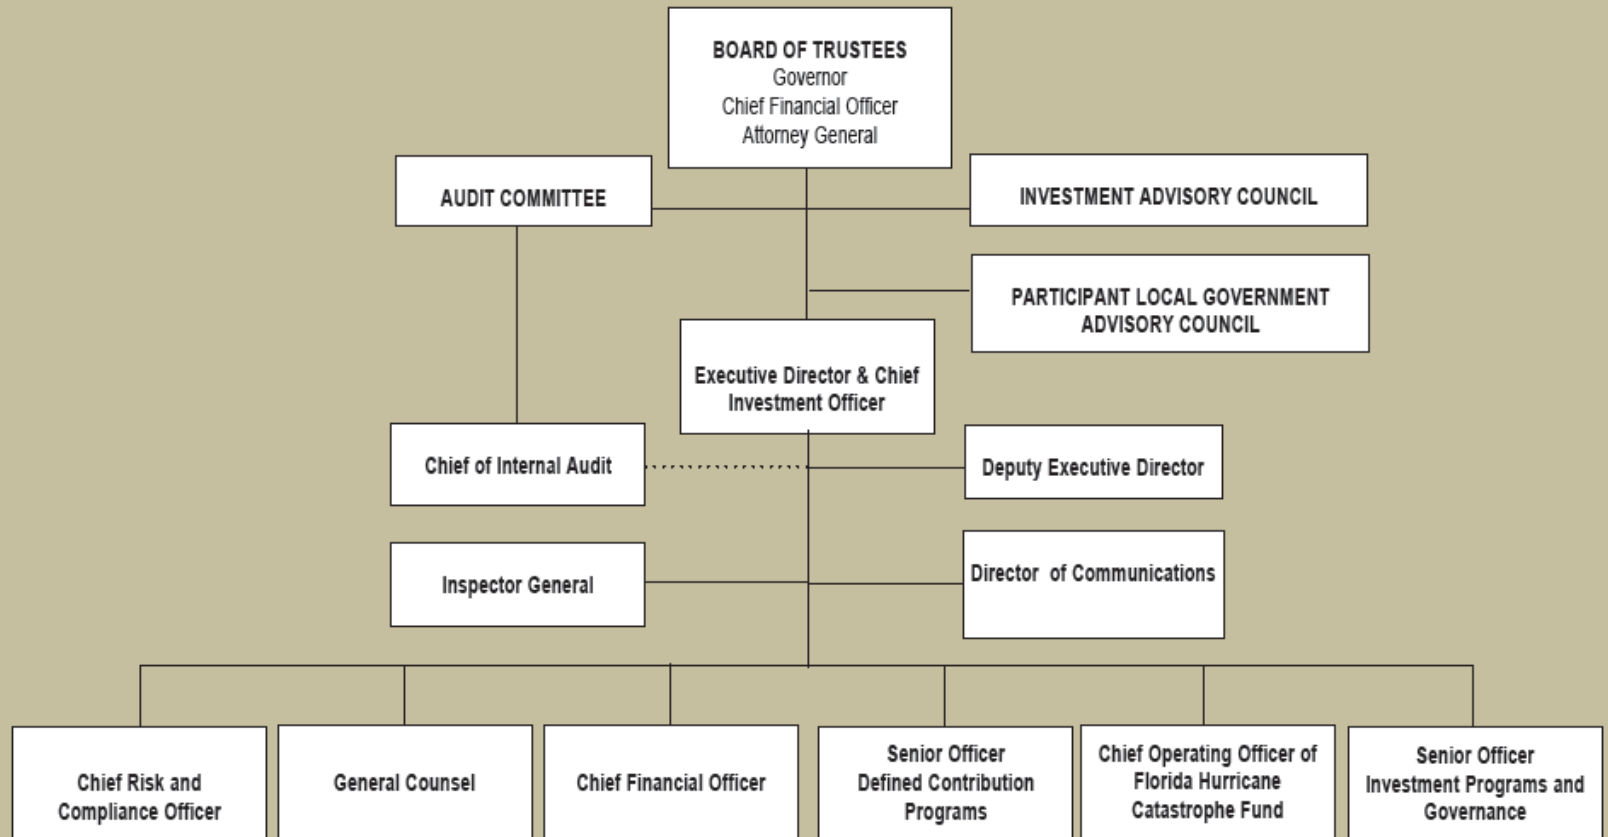 BOARD OF TRUSTEES
Governor
Chief Financial Officer
Attorney General
AUDIT COMMITTEE
INVESTMENT ADVISORY COUNCIL
PARTICIPANT LOCAL GOVERNMENT
ADVISORY COUNCIL
Executive Director & Chief
Investment Officer
Chief of Internal Audit
Deputy Executive Director
Inspector General
Director of Communications
Chief Risk and
Compliance Officer
General Counsel
Chief Financial Officer
Senior Officer
Defined Contribution
Programs
Chief Operating Officer of
Florida Hurricane
Catastrophe Fund
Senior Officer
Investment Programs and
Governance